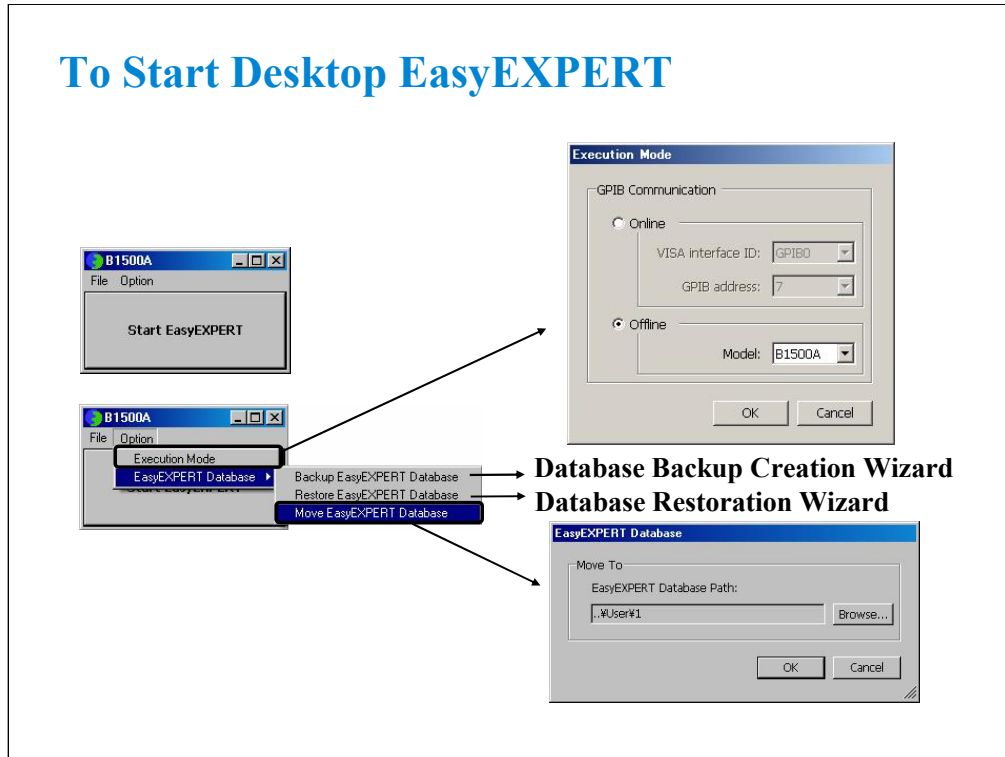 To Start Desktop EasyEXPERT
B1500A
File Option
Start EasyEXPERT
B1500A
File Option
Execution Mode
EasyEXPERT Database
Start EasyEXPERT
Backup EasyEXPERT Database
Restore EasyEXPERT Database
Move EasyEXPERT Database
Execution Mode
GPIB Communication
Online
VISA interface ID: GPIB0
GPIB address: 7
Offline
Model: B1500A
OK Cancel
Database Backup Creation Wizard
Database Restoration Wizard
EasyEXPERT Database
Move To
EasyEXPERT Database Path:
..¥User¥1 Browse...
OK Cancel